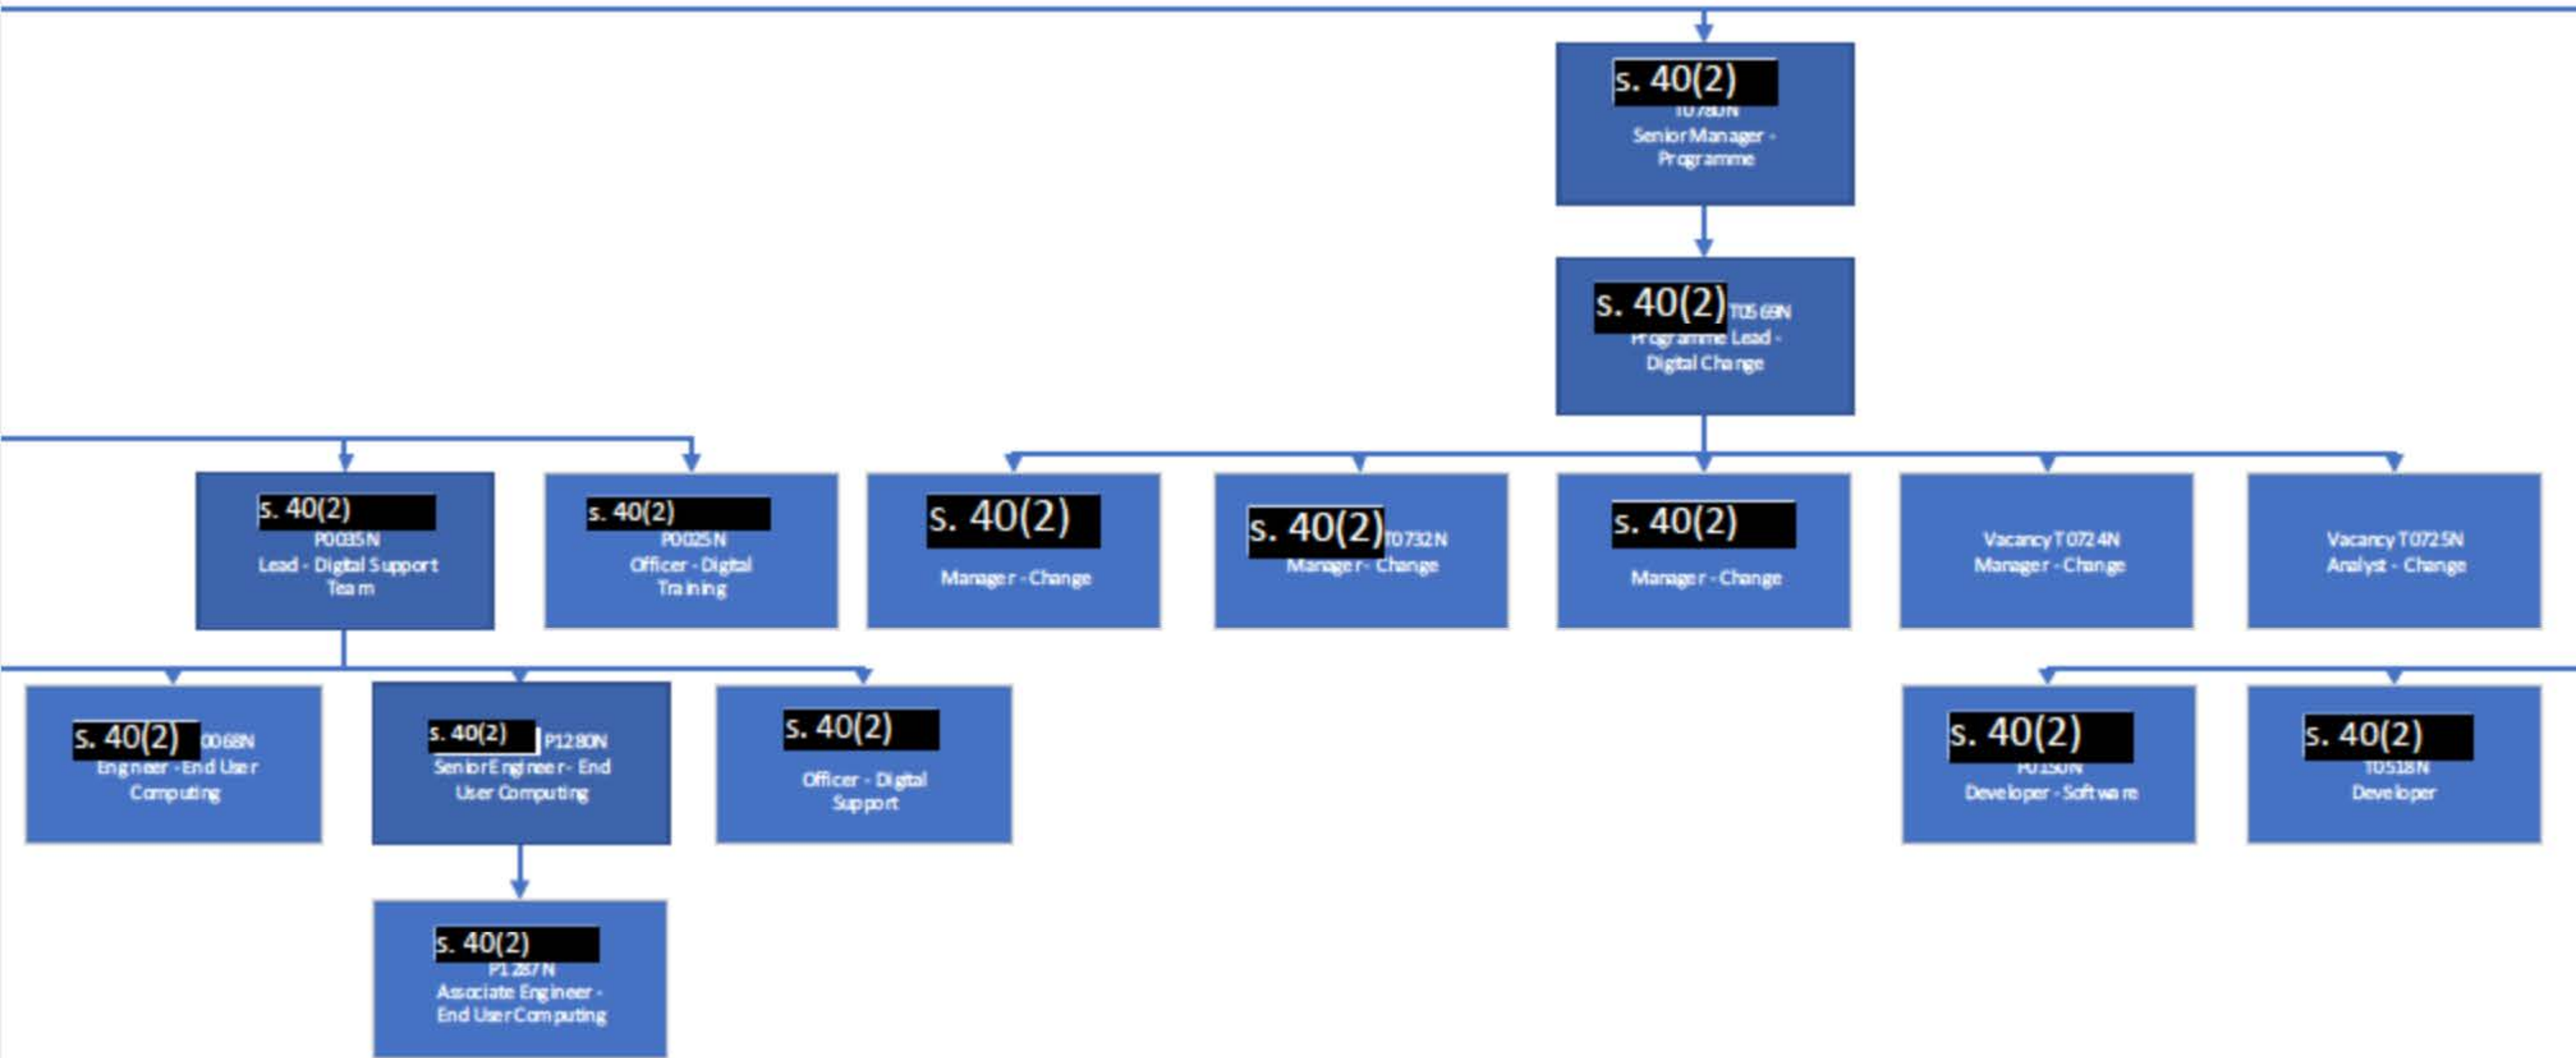 s. 40(2)
T0780N
Senior Manager -
Programme
s. 40(2) T0569N
Programme Lead -
Digital Change
s. 40(2)
P0035N
Lead - Digital Support
Team
s. 40(2)
P0025N
Officer - Digital
Training
s. 40(2)
Manager - Change
s. 40(2) T0732N
Manager - Change
s. 40(2)
Manager - Change
Vacancy T0724N
Manager - Change
Vacancy T0725N
Analyst - Change
s. 40(2) 0068N
Engineer - End User
Computing
s. 40(2) P1280N
Senior Engineer - End
User Computing
s. 40(2)
Officer - Digital
Support
s. 40(2)
P0130N
Developer - Software
s. 40(2)
T0518N
Developer
s. 40(2)
P1287N
Associate Engineer -
End User Computing